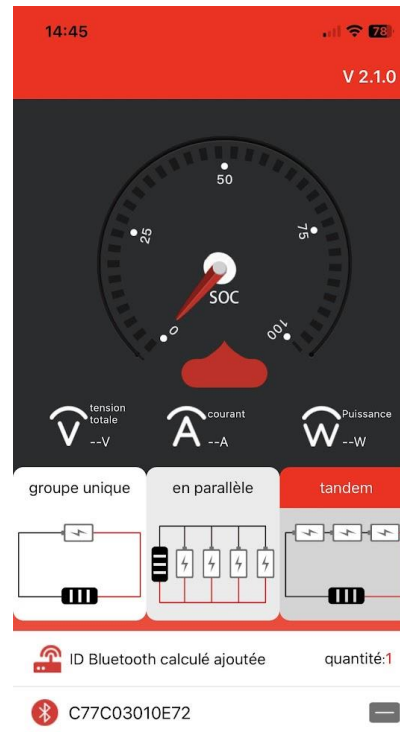 14:45
78
V 2.1.0
50
25
75
SOC
0
100
tension totale
--V
courant
--A
Puissance
--W
V
A
W
groupe unique
en parallèle
tandem
ID Bluetooth calculé ajoutée
quantité:1
C77C03010E72